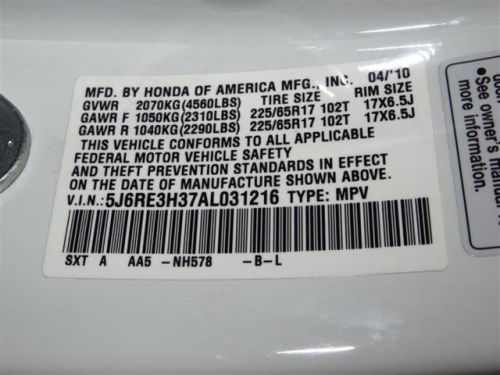 MFD. BY HONDA OF AMERICA MFG., INC. 04/'10
GVWR 2070KG(4560LBS) TIRE SIZE RIM SIZE
GAWR F 1050KG(2310LBS) 225/65R17 102T 17X6.5J
GAWR R 1040KG(2290LBS) 225/65R17 102T 17X6.5J
THIS VEHICLE CONFORMS TO ALL APPLICABLE
FEDERAL MOTOR VEHICLE SAFETY
AND THEFT PREVENTION STANDARDS IN EFFECT
ON THE DATE OF MANUFACTURE SHOWN ABOVE.
V.I.N.: 5J6RE3H37AL031216 TYPE: MPV
SXT A AA5 -NH578 -B-L
See owner's manual